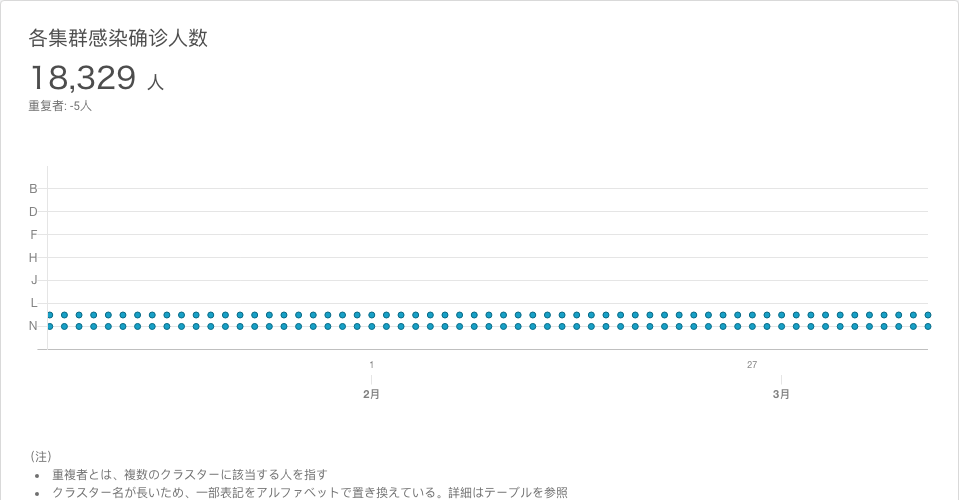 各集群感染确诊人数
18,329 人
重复者: -5人
B
D
F
H
J
L
N
1
27
2月
3月
（注）
• 重複者とは、複数のクラスターに該当する人を指す
• クラスター名が長いため、一部表記をアルファベットで置き換えている。詳細はテーブルを参照